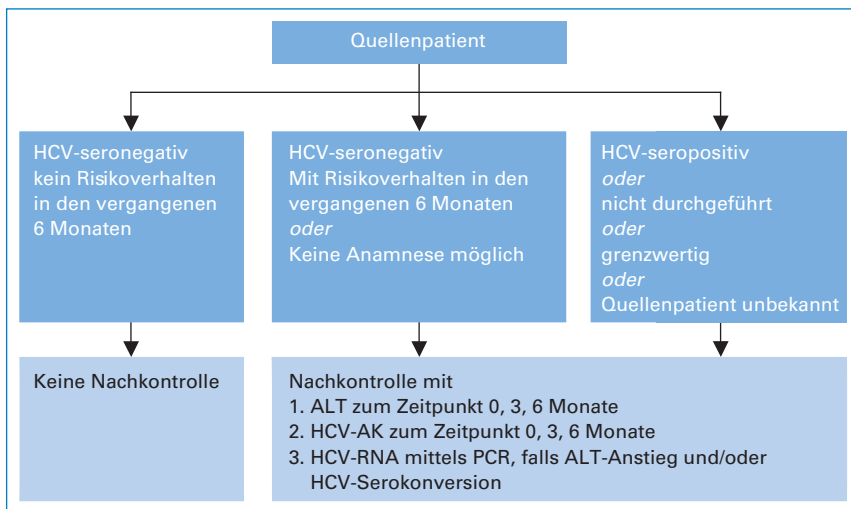 Quellenpatient
HCV-seronegativ
kein Risikoverhalten
in den vergangenen
6 Monaten
HCV-seronegativ
Mit Risikoverhalten in den
vergangenen 6 Monaten
oder
Keine Anamnese möglich
HCV-seropositiv
oder
nicht durchgeführt
oder
grenzwertig
oder
Quellenpatient unbekannt
Keine Nachkontrolle
Nachkontrolle mit
1. ALT zum Zeitpunkt 0, 3, 6 Monate
2. HCV-AK zum Zeitpunkt 0, 3, 6 Monate
3. HCV-RNA mittels PCR, falls ALT-Anstieg und/oder
HCV-Serokonversion